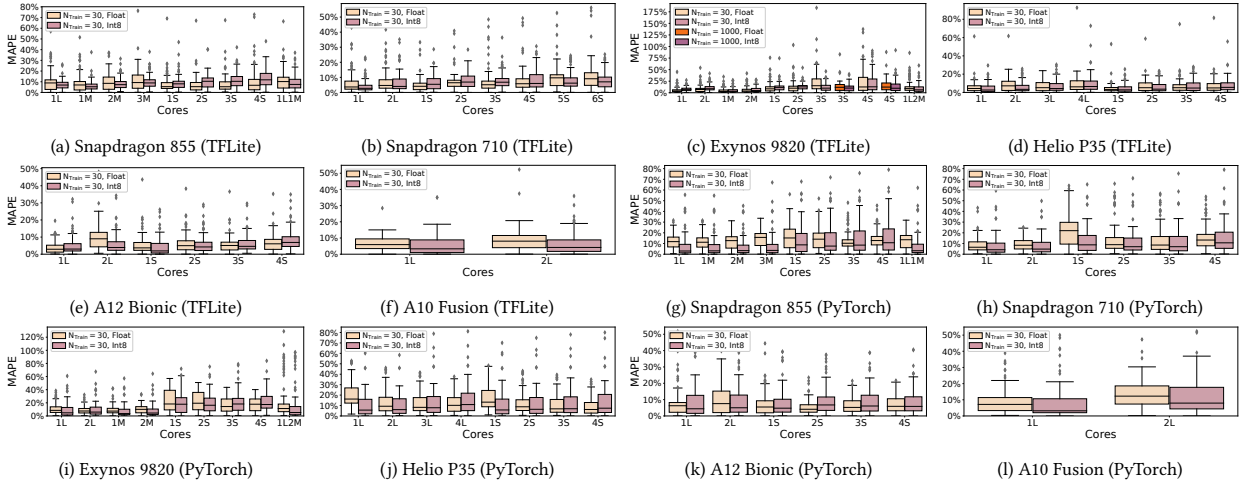 MAPE
80%
70%
60%
50%
40%
30%
20%
10%
0%
N_Train = 30, Float
N_Train = 30, Int8
1L 1M 2M 3M 1S 2S 3S 4S 1L1M
Cores
(a) Snapdragon 855 (TFLite)
50%
40%
30%
20%
10%
0%
N_Train = 30, Float
N_Train = 30, Int8
1L 2L 1S 2S 3S 4S 5S 6S
Cores
(b) Snapdragon 710 (TFLite)
MAPE
175%
150%
125%
100%
75%
50%
25%
0%
N_Train = 30, Float
N_Train = 30, Int8
N_Train = 1000, Float
N_Train = 1000, Int8
1L 2L 1M 2M 1S 2S 3S 4S 1L2M
Cores
(c) Exynos 9820 (TFLite)
80%
60%
40%
20%
0%
N_Train = 30, Float
N_Train = 30, Int8
1L 2L 3L 4L 1S 2S 3S 4S
Cores
(d) Helio P35 (TFLite)
MAPE
50%
40%
30%
20%
10%
0%
N_Train = 30, Float
N_Train = 30, Int8
1L 2L 1S 2S 3S 4S
Cores
(e) A12 Bionic (TFLite)
50%
40%
30%
20%
10%
0%
N_Train = 30, Float
N_Train = 30, Int8
1L 2L
Cores
(f) A10 Fusion (TFLite)
MAPE
80%
70%
60%
50%
40%
30%
20%
10%
0%
N_Train = 30, Float
N_Train = 30, Int8
1L 1M 2M 3M 1S 2S 3S 4S 1L1M
Cores
(g) Snapdragon 855 (PyTorch)
80%
70%
60%
50%
40%
30%
20%
10%
0%
N_Train = 30, Float
N_Train = 30, Int8
1L 2L 1S 2S 3S 4S
Cores
(h) Snapdragon 710 (PyTorch)
MAPE
120%
100%
80%
60%
40%
20%
0%
N_Train = 30, Float
N_Train = 30, Int8
1L 2L 1M 2M 1S 2S 3S 4S 1L2M
Cores
(i) Exynos 9820 (PyTorch)
80%
70%
60%
50%
40%
30%
20%
10%
0%
N_Train = 30, Float
N_Train = 30, Int8
1L 2L 3L 4L 1S 2S 3S 4S
Cores
(j) Helio P35 (PyTorch)
MAPE
50%
40%
30%
20%
10%
0%
N_Train = 30, Float
N_Train = 30, Int8
1L 2L 1S 2S 3S 4S
Cores
(k) A12 Bionic (PyTorch)
50%
40%
30%
20%
10%
0%
N_Train = 30, Float
N_Train = 30, Int8
1L 2L
Cores
(l) A10 Fusion (PyTorch)